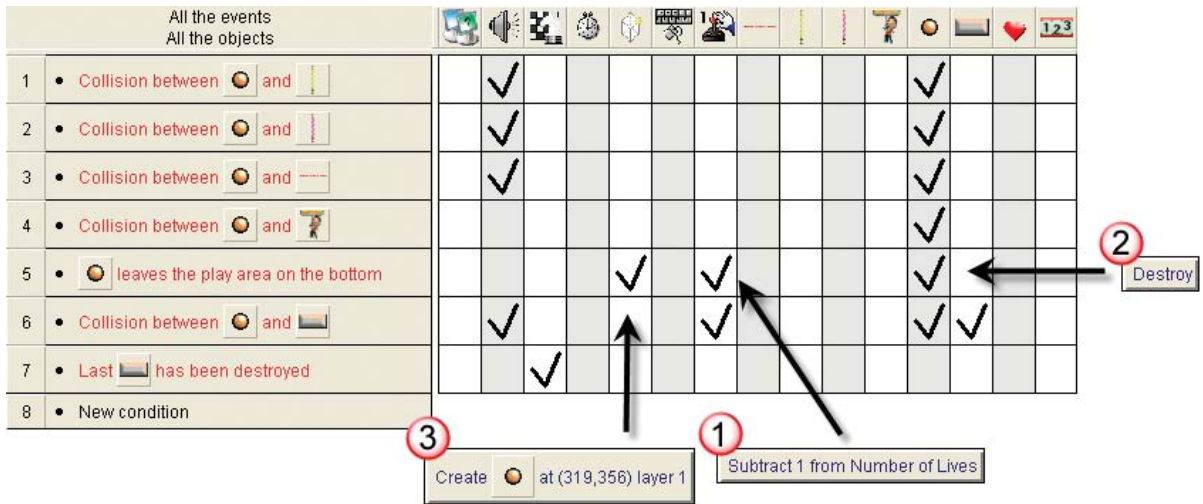 All the events
All the objects
123
1 • Collision between and
2 • Collision between and
3 • Collision between and
4 • Collision between and
5 • leaves the play area on the bottom
6 • Collision between and
7 • Last has been destroyed
8 • New condition
2
Destroy
3
Create at (319,356) layer 1
1
Subtract 1 from Number of Lives